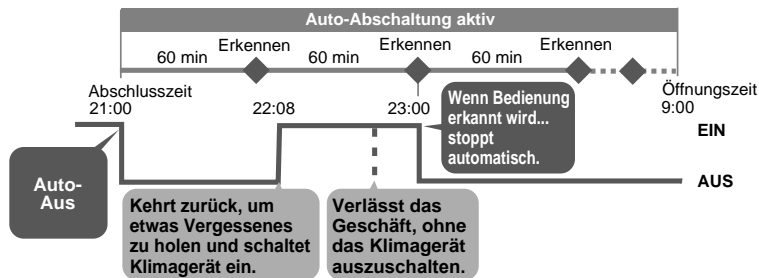 Auto-Abschaltung aktiv
Erkennen
Erkennen
Erkennen
60 min
60 min
60 min
Abschlusszeit
21:00
22:08
23:00
Öffnungszeit
9:00
Wenn Bedienung
erkannt wird...
stoppt
automatisch.
EIN
AUS
Auto-
Aus
Kehrt zurück, um
etwas Vergessenes
zu holen und schaltet
Klimagerät ein.
Verlässt das
Geschäft, ohne
das Klimagerät
auszuschalten.